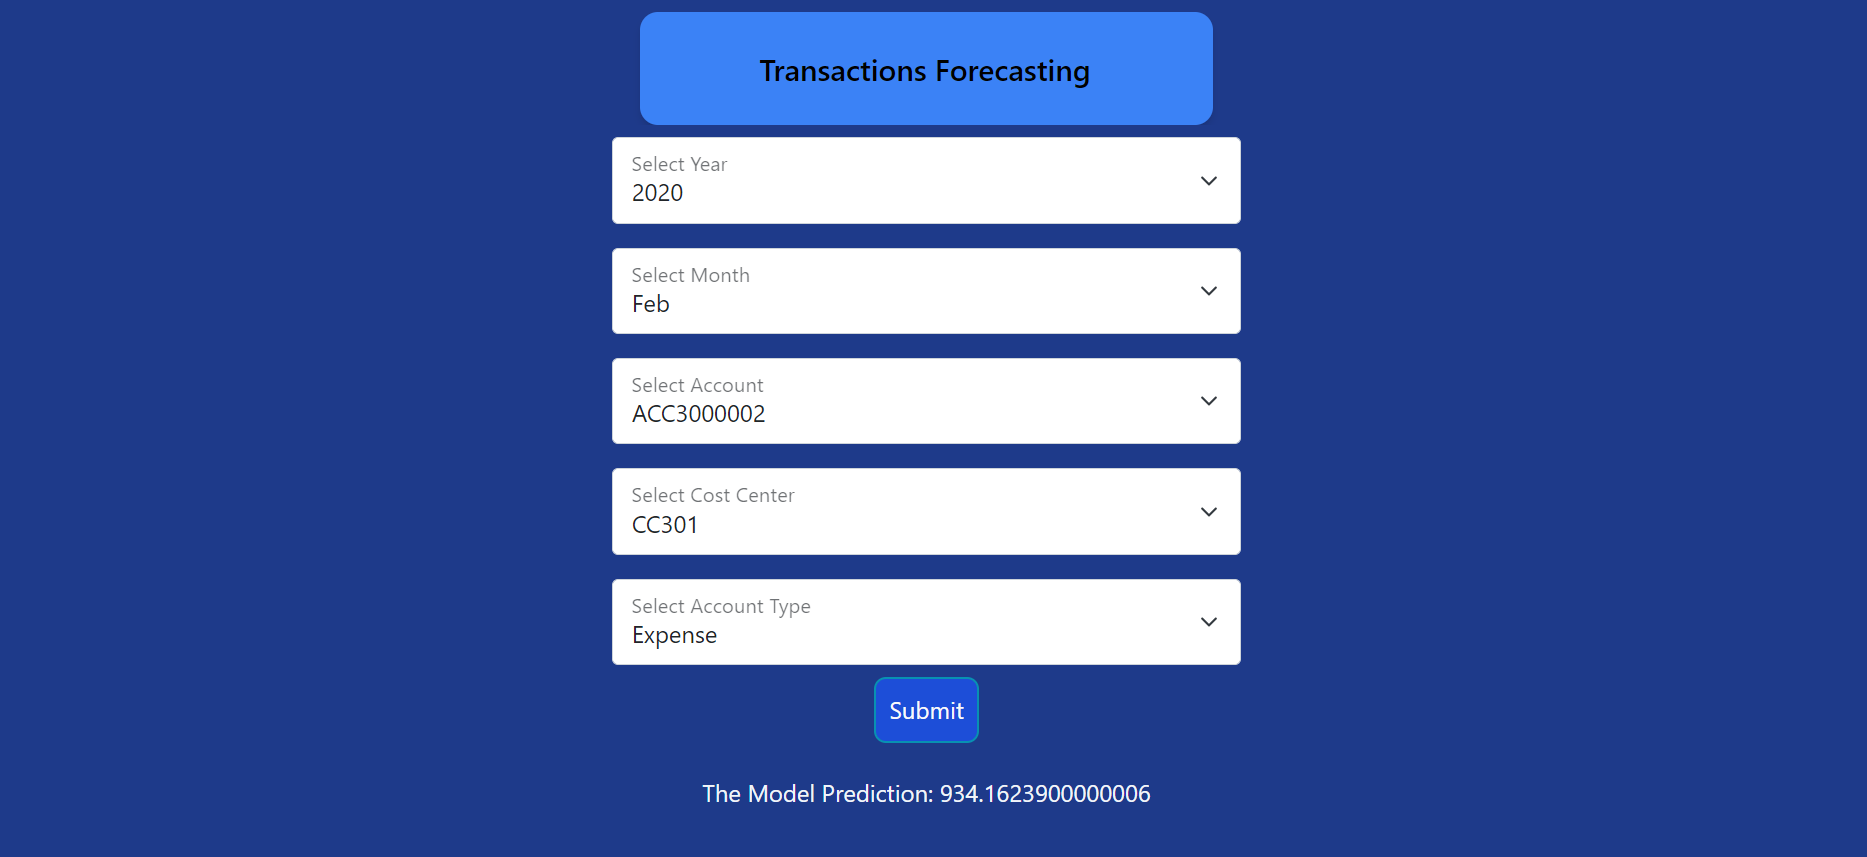 Transactions Forecasting
Select Year
2020
Select Month
Feb
Select Account
ACC3000002
Select Cost Center
CC301
Select Account Type
Expense
Submit
The Model Prediction: 934.1623900000006